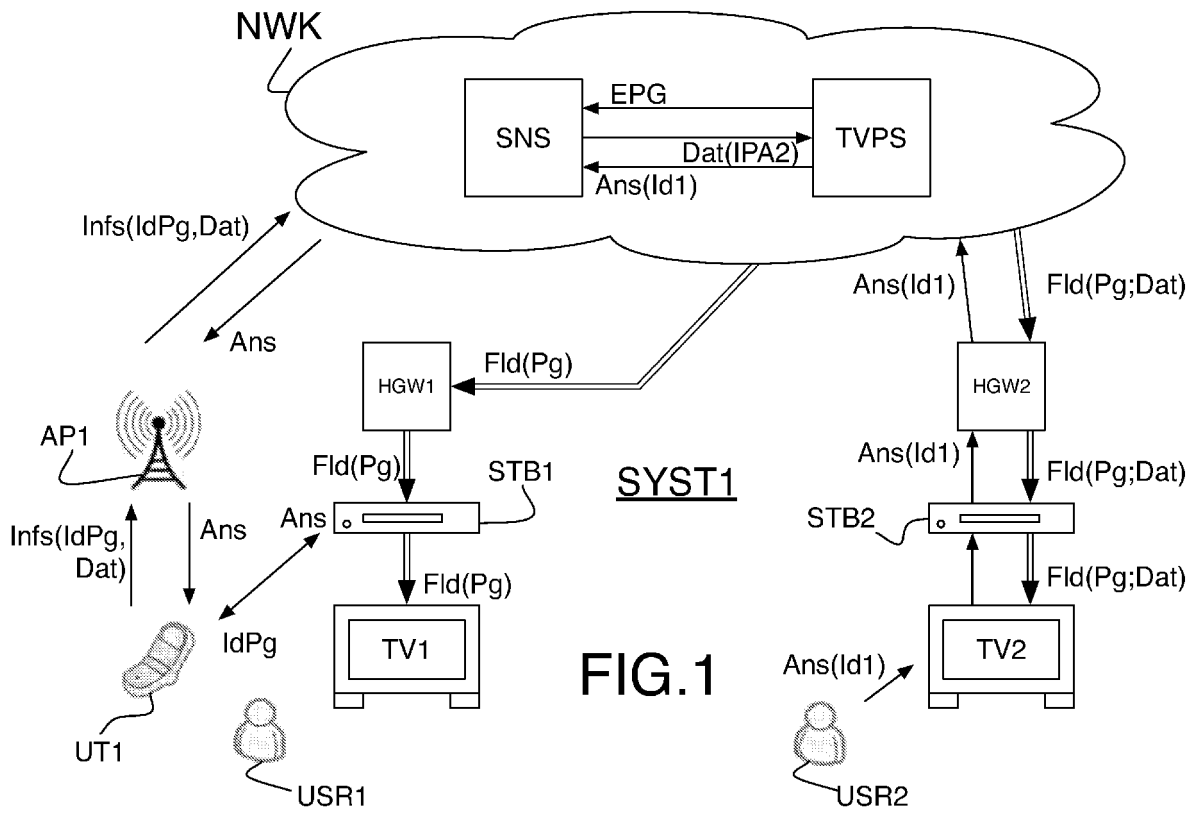 NWK
EPG
SNS
TVPS
Dat(IPA2)
Ans(Id1)
Infs(IdPg,Dat)
Ans
Ans(Id1)
Fld(Pg;Dat)
Fld(Pg)
HGW1
HGW2
AP1
Fld(Pg)
STB1
SYST1
Ans(Id1)
Fld(Pg;Dat)
Infs(IdPg,
Dat)
Ans
Ans
STB2
Fld(Pg)
Fld(Pg;Dat)
IdPg
TV1
FIG.1
TV2
Ans(Id1)
UT1
USR1
USR2